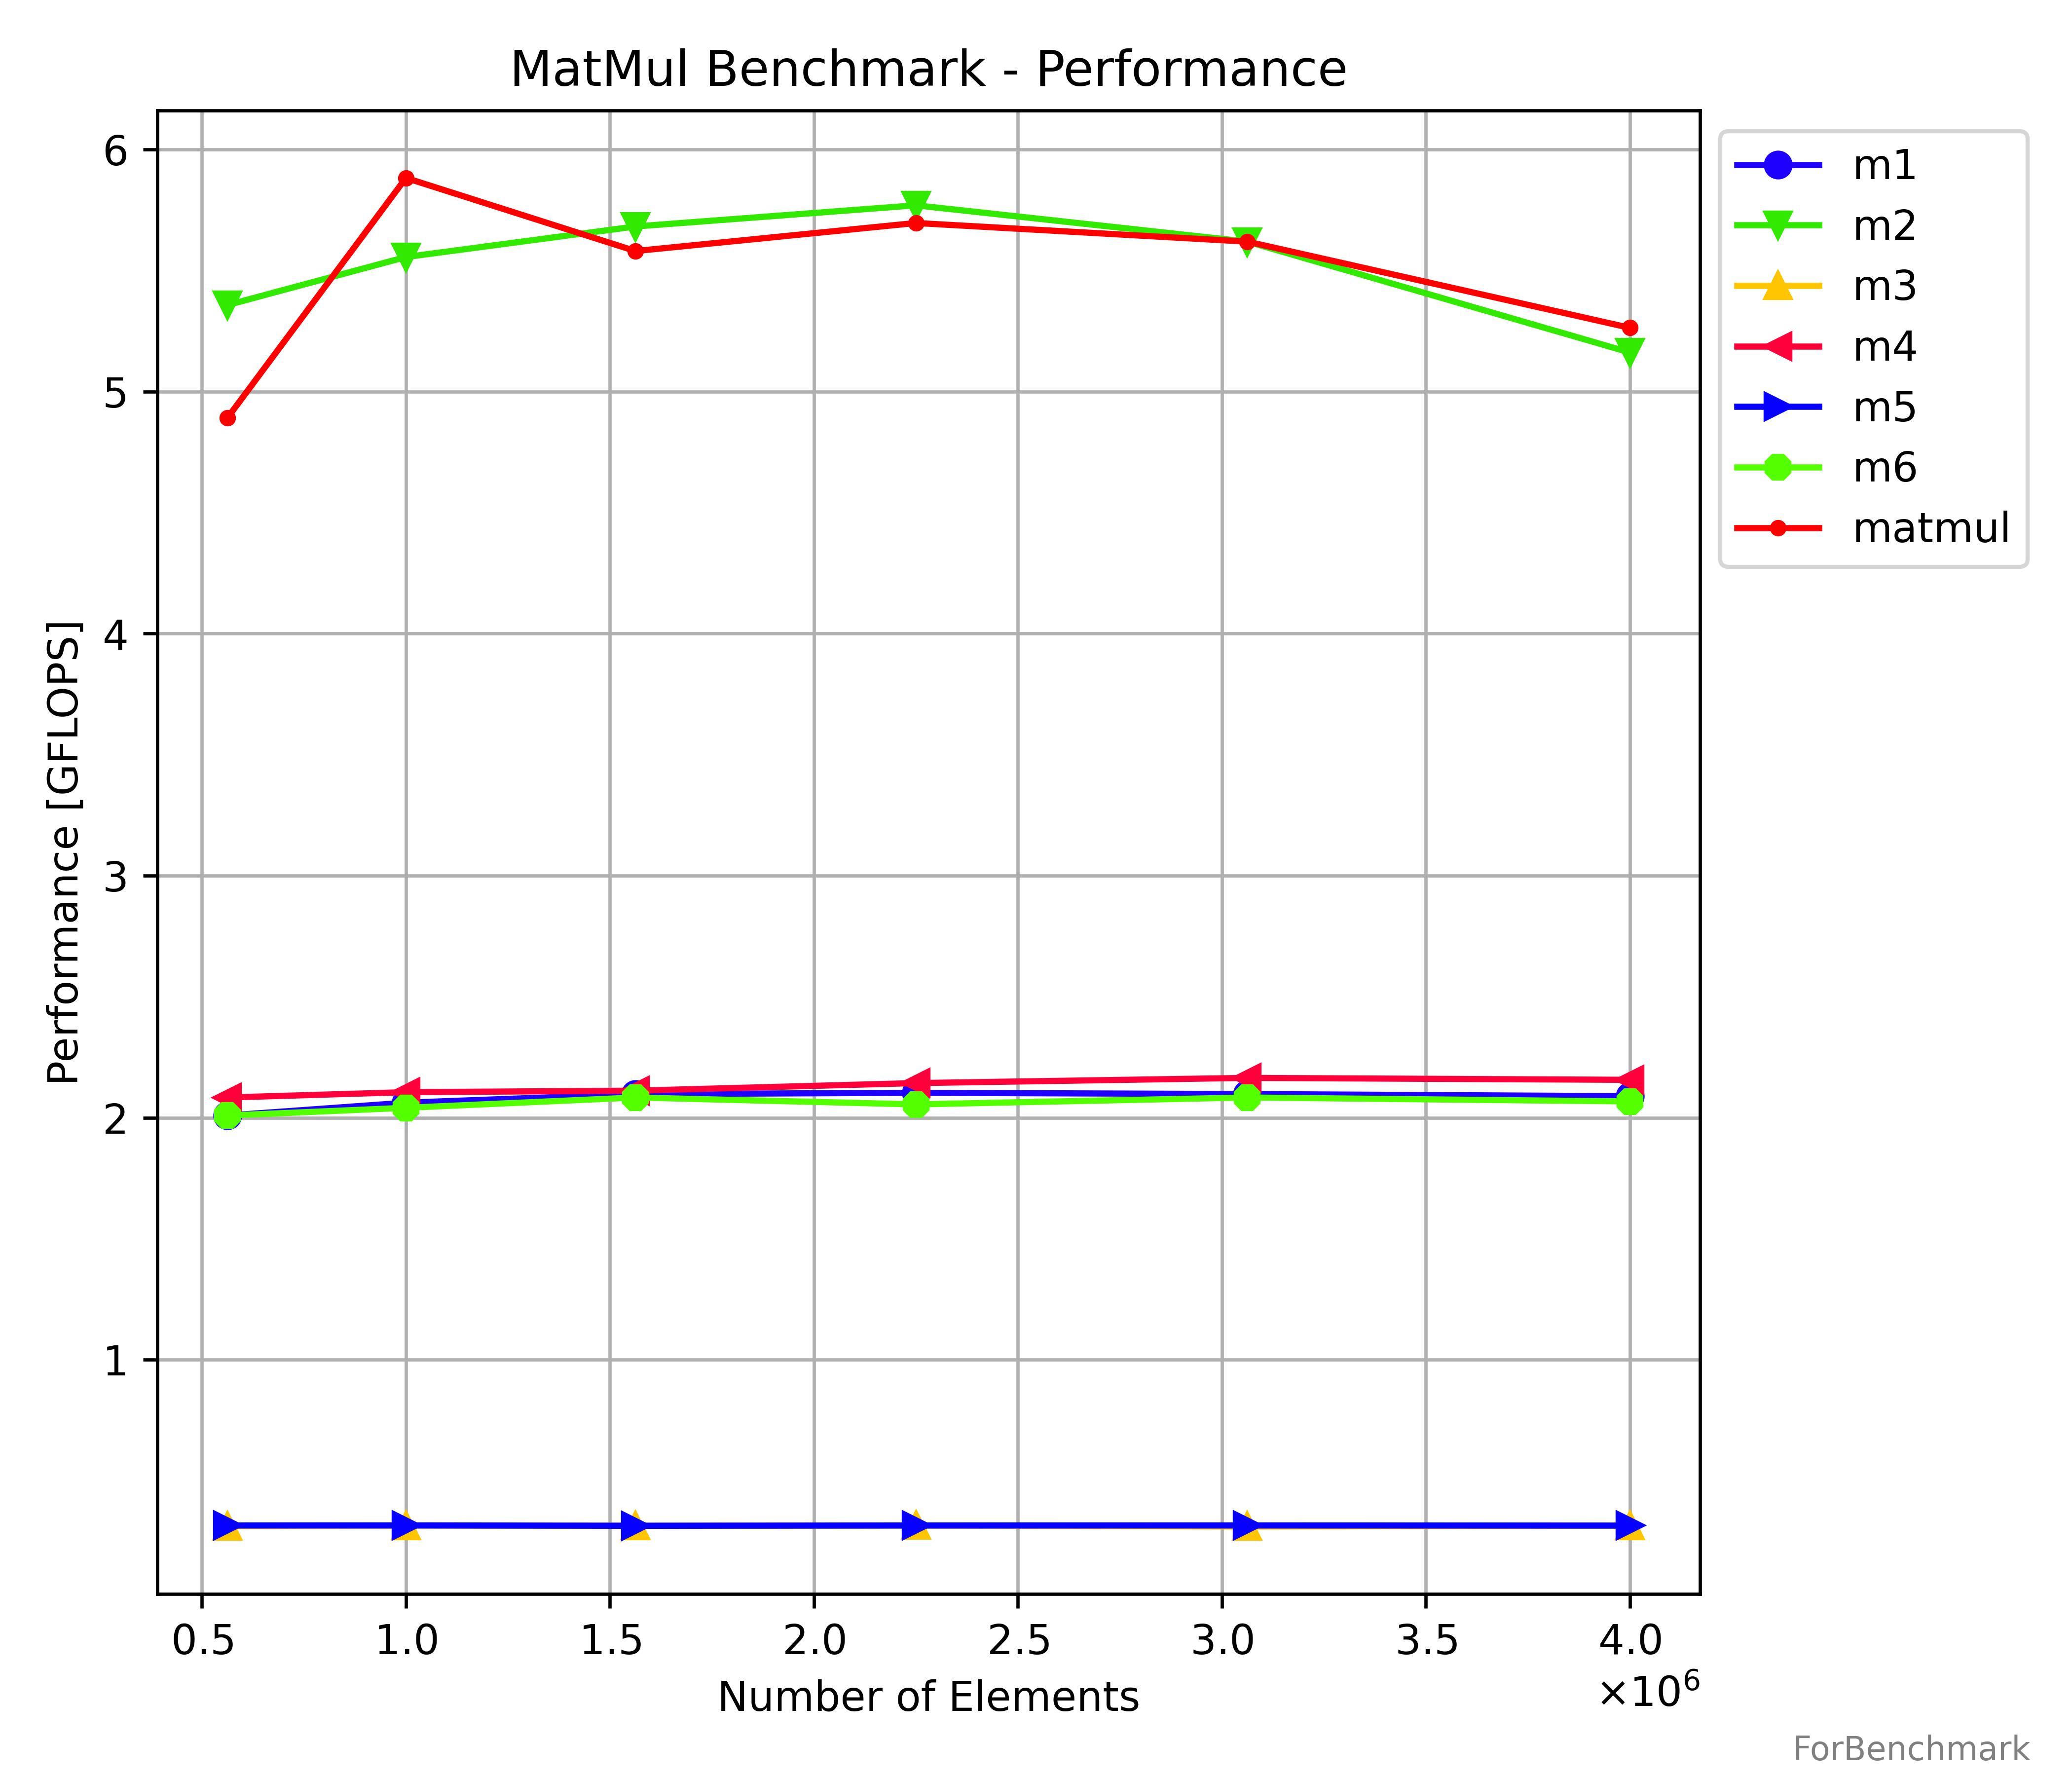 MatMul Benchmark - Performance
Performance [GFLOPS]
6
5
4
3
2
1
0.5 1.0 1.5 2.0 2.5 3.0 3.5 4.0
×10⁶
Number of Elements
m1
m2
m3
m4
m5
m6
matmul
ForBenchmark